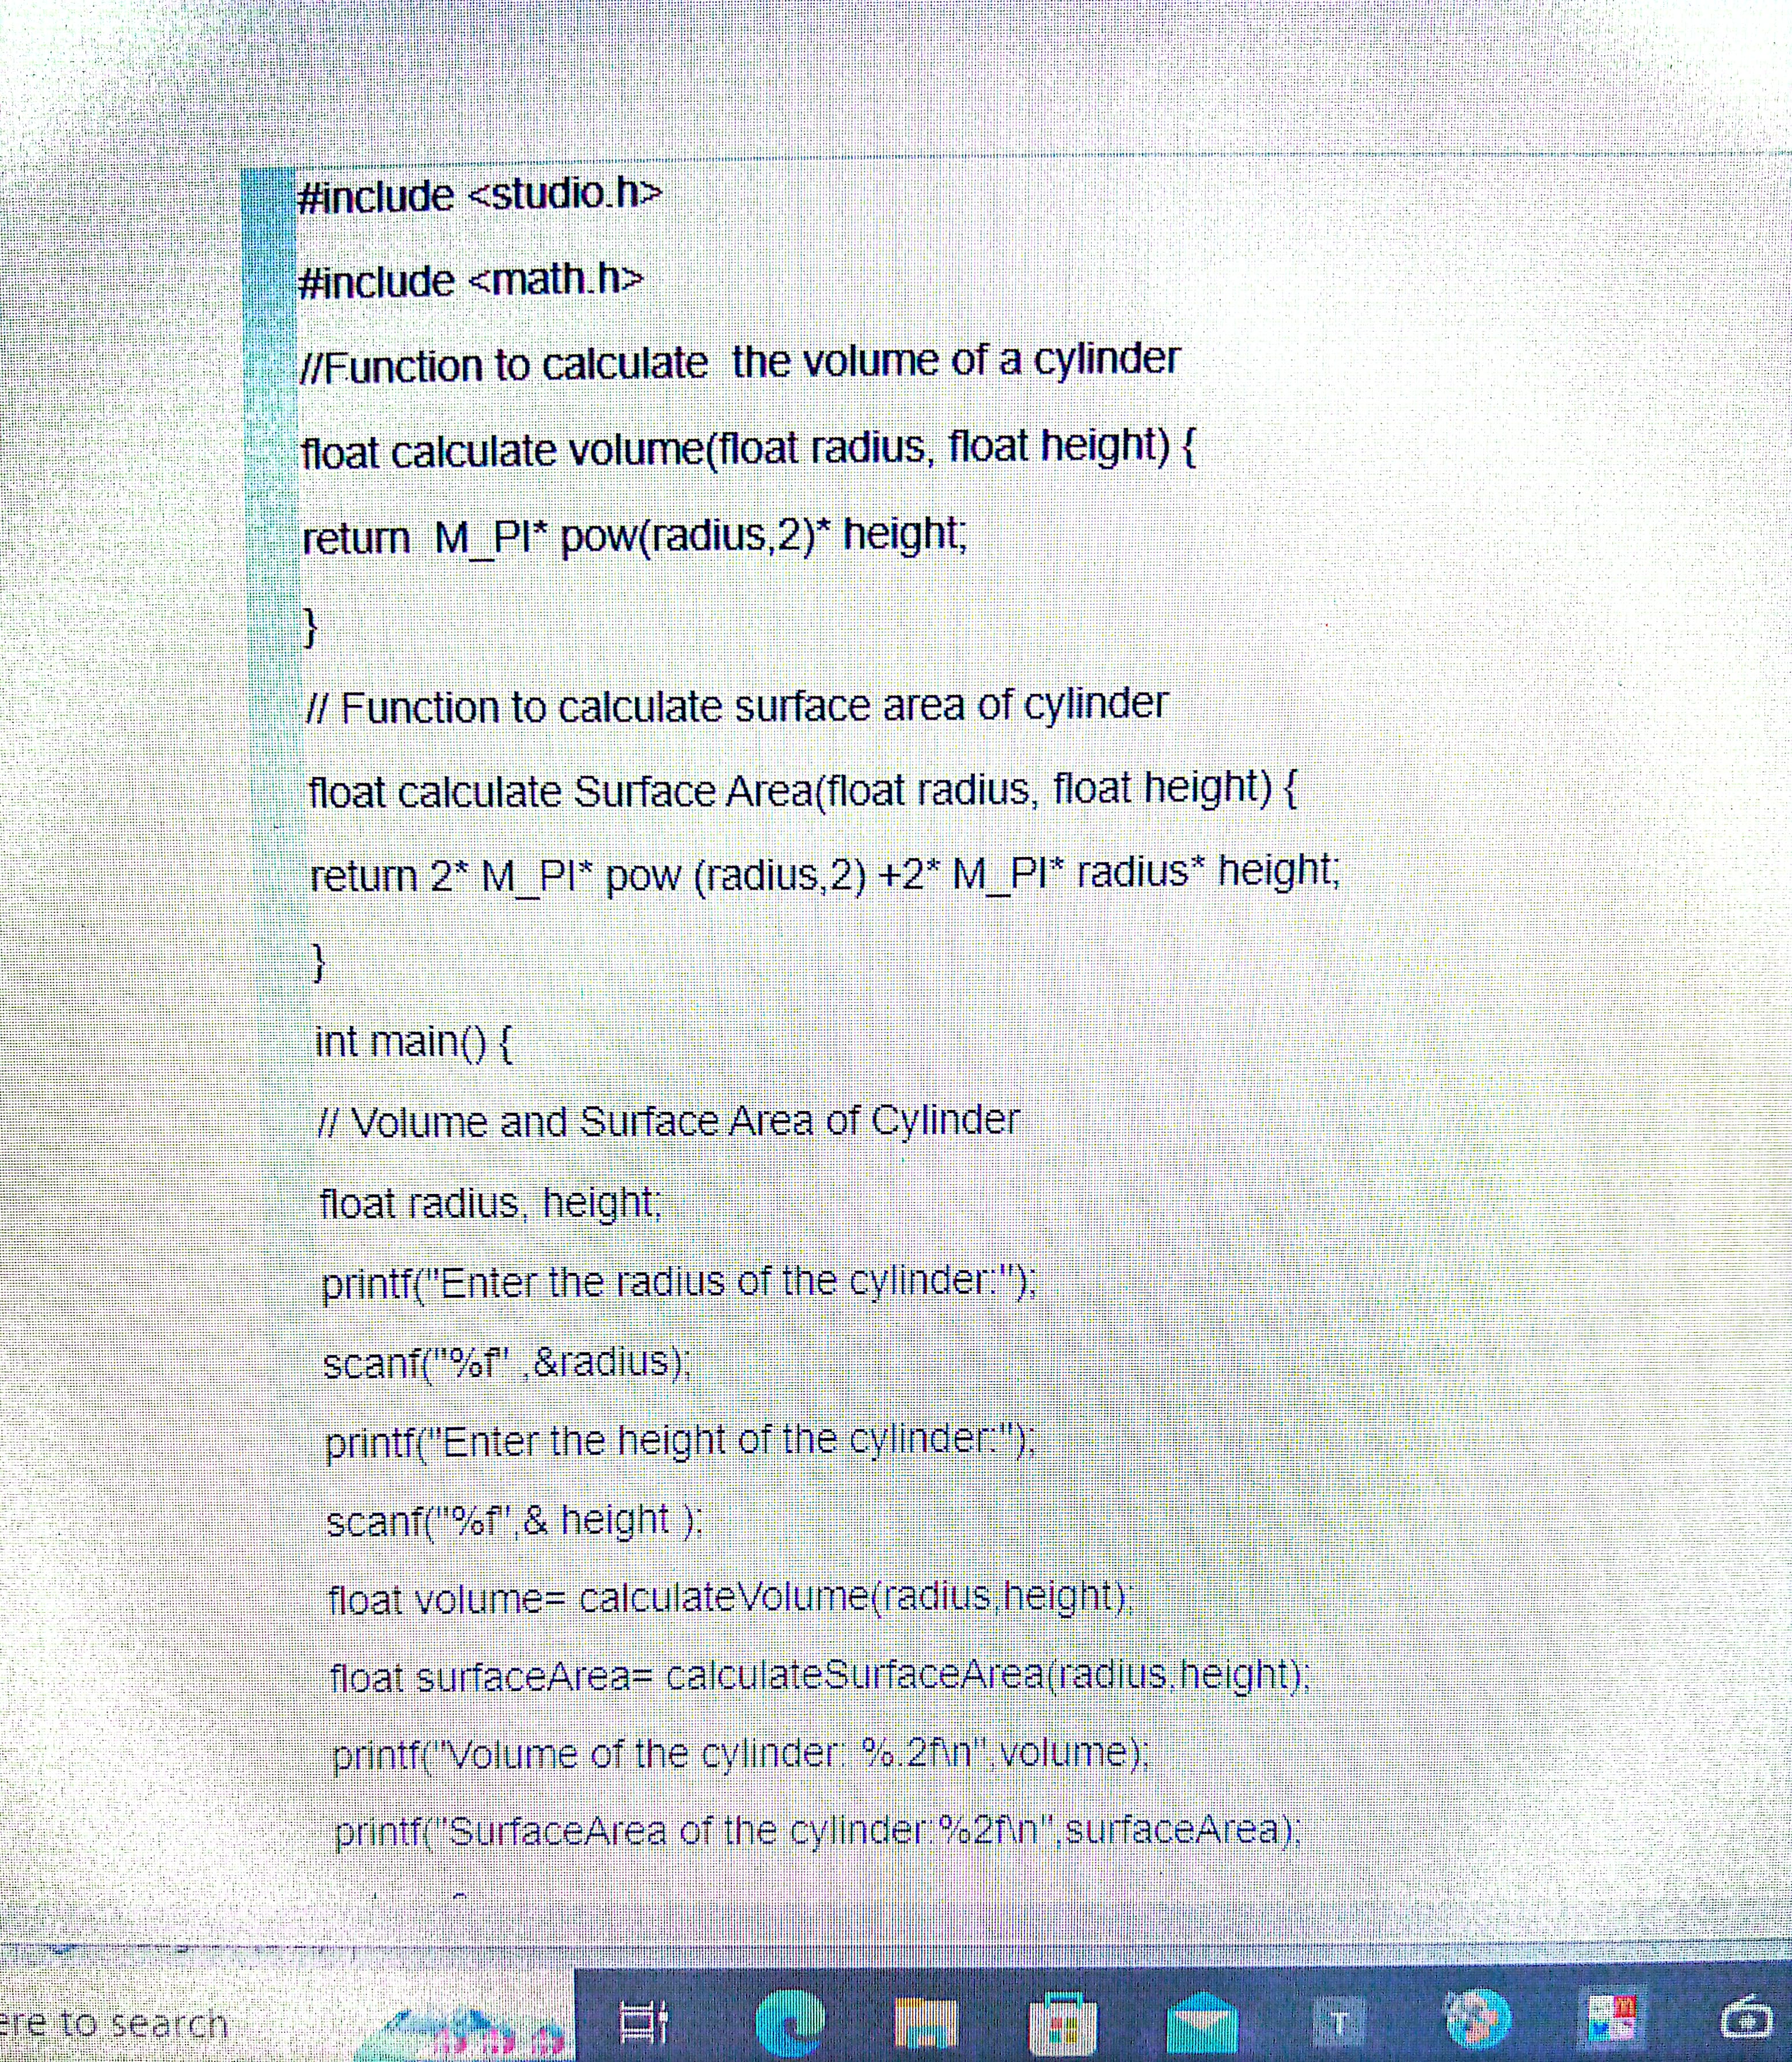 #include <studio.h>
#include <math.h>
//Function to calculate  the volume of a cylinder
float calculate volume(float radius, float height) {
return  M_PI* pow(radius,2)* height;
}
// Function to calculate surface area of cylinder
float calculate Surface Area(float radius, float height) {
return 2* M_PI* pow (radius,2) +2* M_PI* radius* height;
}
int main() {
// Volume and Surface Area of Cylinder
float radius, height;
printf("Enter the radius of the cylinder:");
scanf("%f" ,&radius);
printf("Enter the height of the cylinder:");
scanf("%f",& height );
float volume= calculateVolume(radius,height);
float surfaceArea= calculateSurfaceArea(radius,height);
printf("Volume of the cylinder: %.2f\n",volume);
printf("SurfaceArea of the cylinder:%2f\n",surfaceArea);
ere to search
T